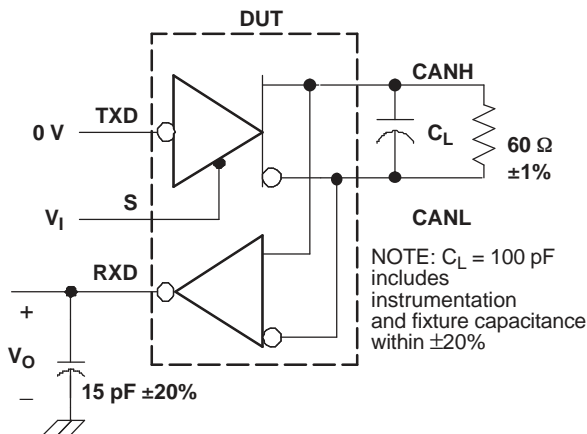 DUT
CANH
TXD
0 V
CL
60 Ω
±1%
S
VI
CANL
RXD
NOTE: CL = 100 pF
includes
instrumentation
and fixture capacitance
within ±20%
+
VO
15 pF ±20%
–